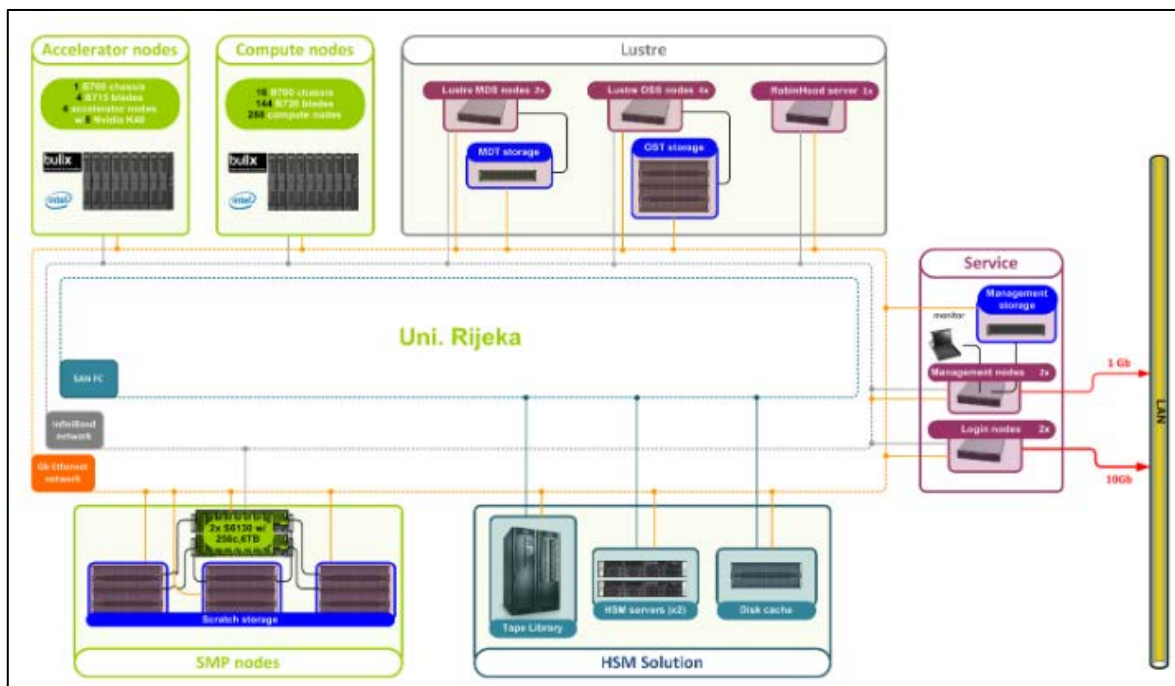 Accelerator nodes
1 B700 chassis
4 B715 blades
4 accelerator nodes
w/8 Nvidia K40
bullx
intel
Compute nodes
16 B700 chassis
144 B720 blades
288 compute nodes
bullx
intel
Lustre
Lustre MDS nodes 2x
MDT storage
Lustre OSS nodes
OST storage
RobinHood server 1x
Uni. Rijeka
SAN FC
InfiniBand
network
Gb Ethernet
network
Service
Management
storage
monitor
Management nodes 2x
Login nodes 2x
1 Gb
10Gb
LAN
2x S6130 w/
256c,6TB
Scratch storage
SMP nodes
Tape Library
HSM servers (x2)
Disk cache
HSM Solution